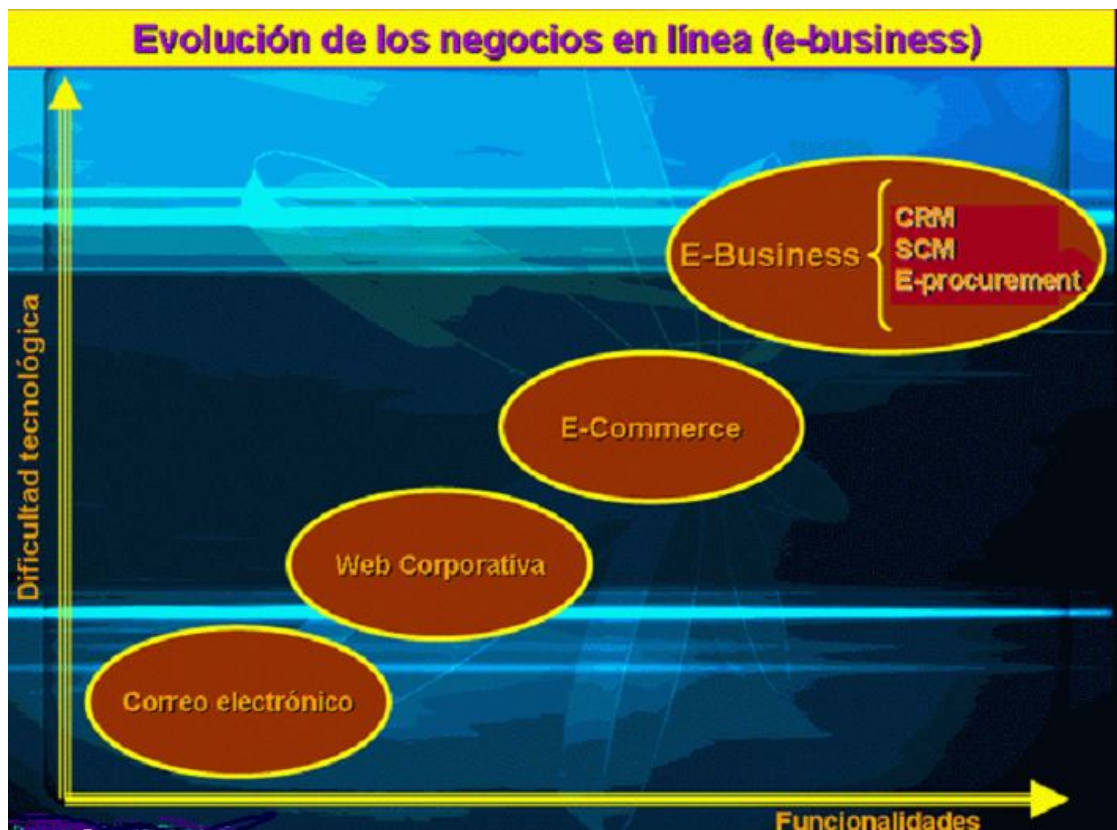 Evolución de los negocios en línea (e-business)
CRM
SCM
E-procurement
E-Business
E-Commerce
Web Corporativa
Correo electrónico
Dificultad tecnológica
Funcionalidades